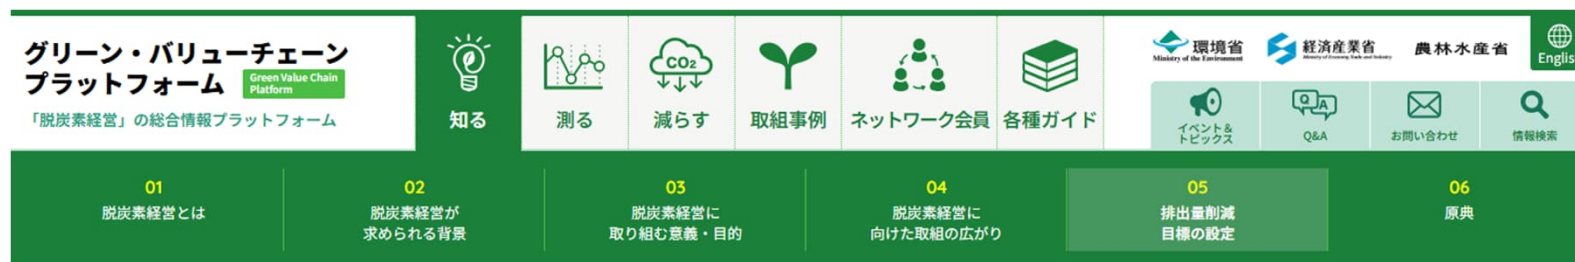 グリーン・バリューチェーン
プラットフォーム
Green Value Chain
Platform
「脱炭素経営」の総合情報プラットフォーム
知る
測る
CO2
減らす
取組事例
ネットワーク会員
各種ガイド
環境省
Ministry of the Environment
経済産業省
Ministry of Economy, Trade and Industry
農林水産省
イベント&
トピックス
Q A
Q&A
お問い合わせ
情報検索
01
脱炭素経営とは
02
脱炭素経営が
求められる背景
03
脱炭素経営に
取り組む意義・目的
04
脱炭素経営に
向けた取組の広がり
05
排出量削減
目標の設定
06
原典